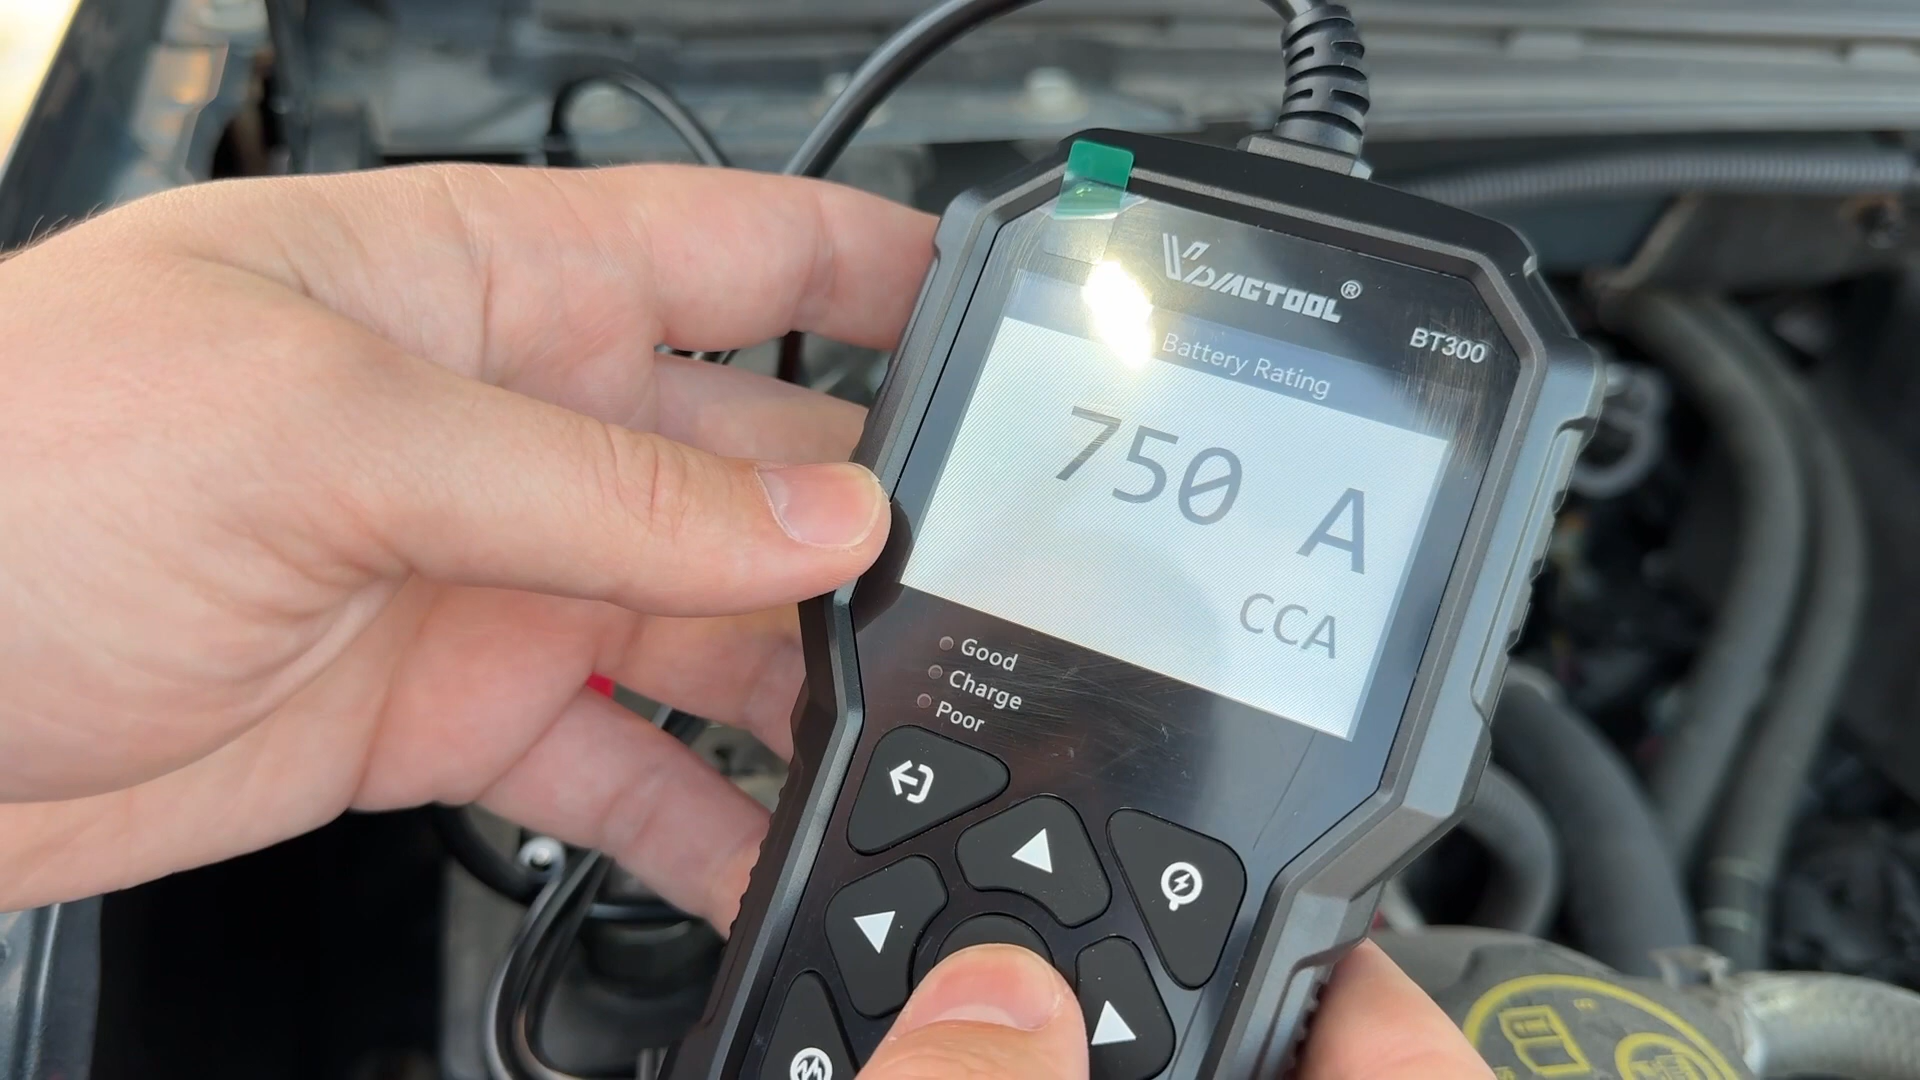 VDIAGTOOL®
BT300
Battery Rating
750 A
CCA
Good
Charge
Poor